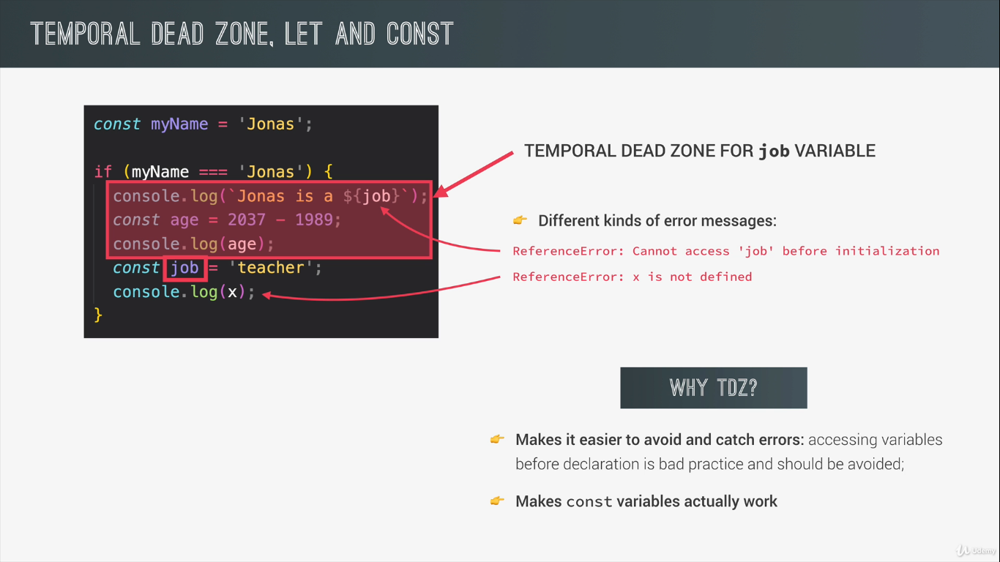 TEMPORAL DEAD ZONE, LET AND CONST
const myName = 'Jonas';
if (myName === 'Jonas') {
console.log(`Jonas is a ${job}`);
const age = 2037 - 1989;
console.log(age);
const job = 'teacher';
console.log(x);
}
TEMPORAL DEAD ZONE FOR job VARIABLE
👉 Different kinds of error messages:
ReferenceError: Cannot access 'job' before initialization
ReferenceError: x is not defined
WHY TDZ?
👉 Makes it easier to avoid and catch errors: accessing variables
before declaration is bad practice and should be avoided;
👉 Makes const variables actually work
Udemy